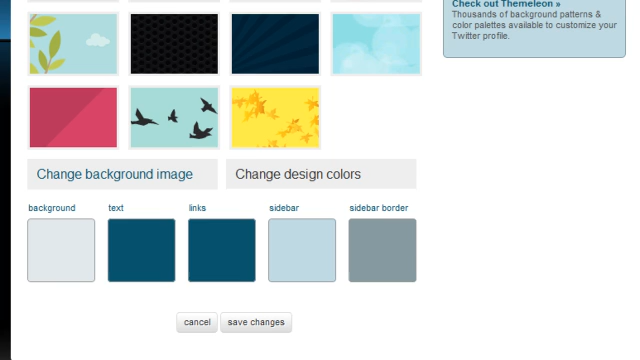 Check out Themeleon »
Thousands of background patterns &
color palettes available to customize your
Twitter profile.
Change background image
Change design colors
background
text
links
sidebar
sidebar border
cancel
save changes